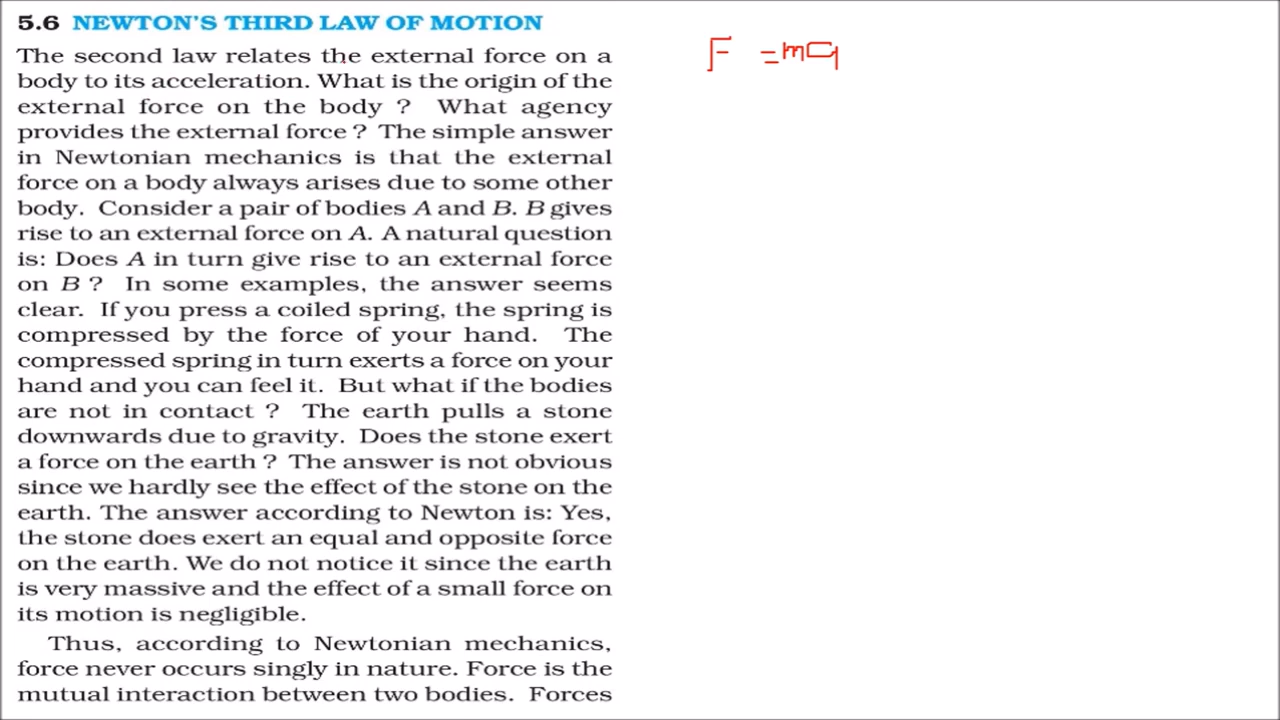 5.6 NEWTON'S THIRD LAW OF MOTION
The second law relates the external force on a
body to its acceleration. What is the origin of the
external force on the body ? What agency
provides the external force ? The simple answer
in Newtonian mechanics is that the external
force on a body always arises due to some other
body. Consider a pair of bodies A and B. B gives
rise to an external force on A. A natural question
is: Does A in turn give rise to an external force
on B ? In some examples, the answer seems
clear. If you press a coiled spring, the spring is
compressed by the force of your hand. The
compressed spring in turn exerts a force on your
hand and you can feel it. But what if the bodies
are not in contact ? The earth pulls a stone
downwards due to gravity. Does the stone exert
a force on the earth ? The answer is not obvious
since we hardly see the effect of the stone on the
earth. The answer according to Newton is: Yes,
the stone does exert an equal and opposite force
on the earth. We do not notice it since the earth
is very massive and the effect of a small force on
its motion is negligible.
Thus, according to Newtonian mechanics,
force never occurs singly in nature. Force is the
mutual interaction between two bodies. Forces
F = ma